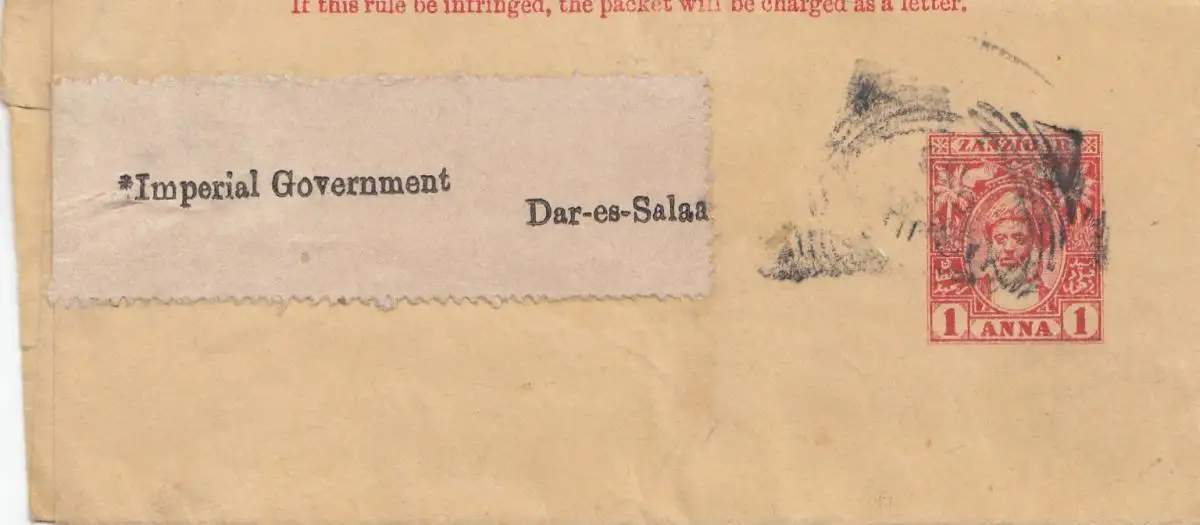 If this rule be infringed, the packet will be charged as a letter.
*Imperial Government
Dar-es-Salaa
ZANZIBAR
1 ANNA 1